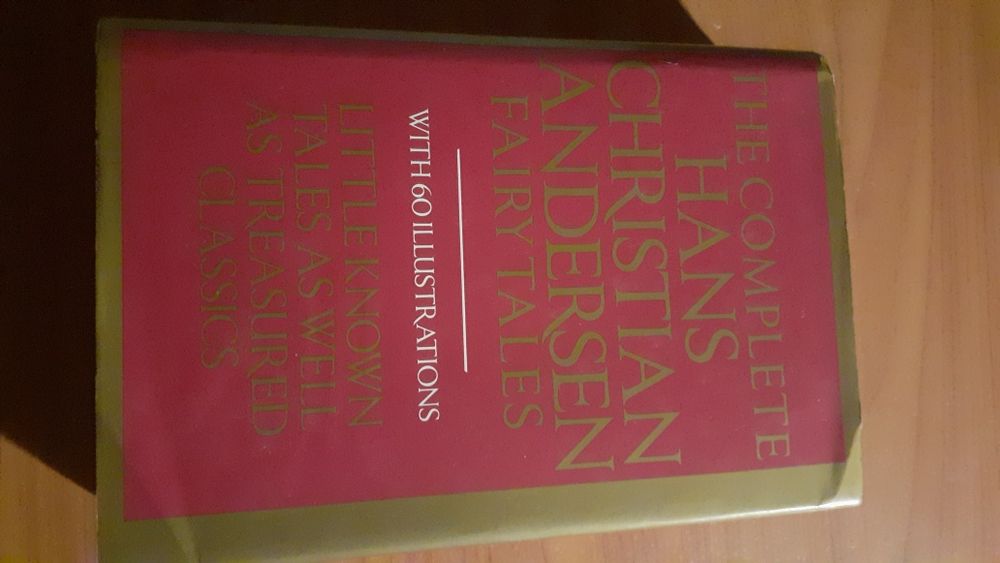 THE COMPLETE
HANS
CHRISTIAN
ANDERSEN
FAIRY TALES
WITH 60 ILLUSTRATIONS
LITTLE KNOWN
TALES AS WELL
AS TREASURED
CLASSICS